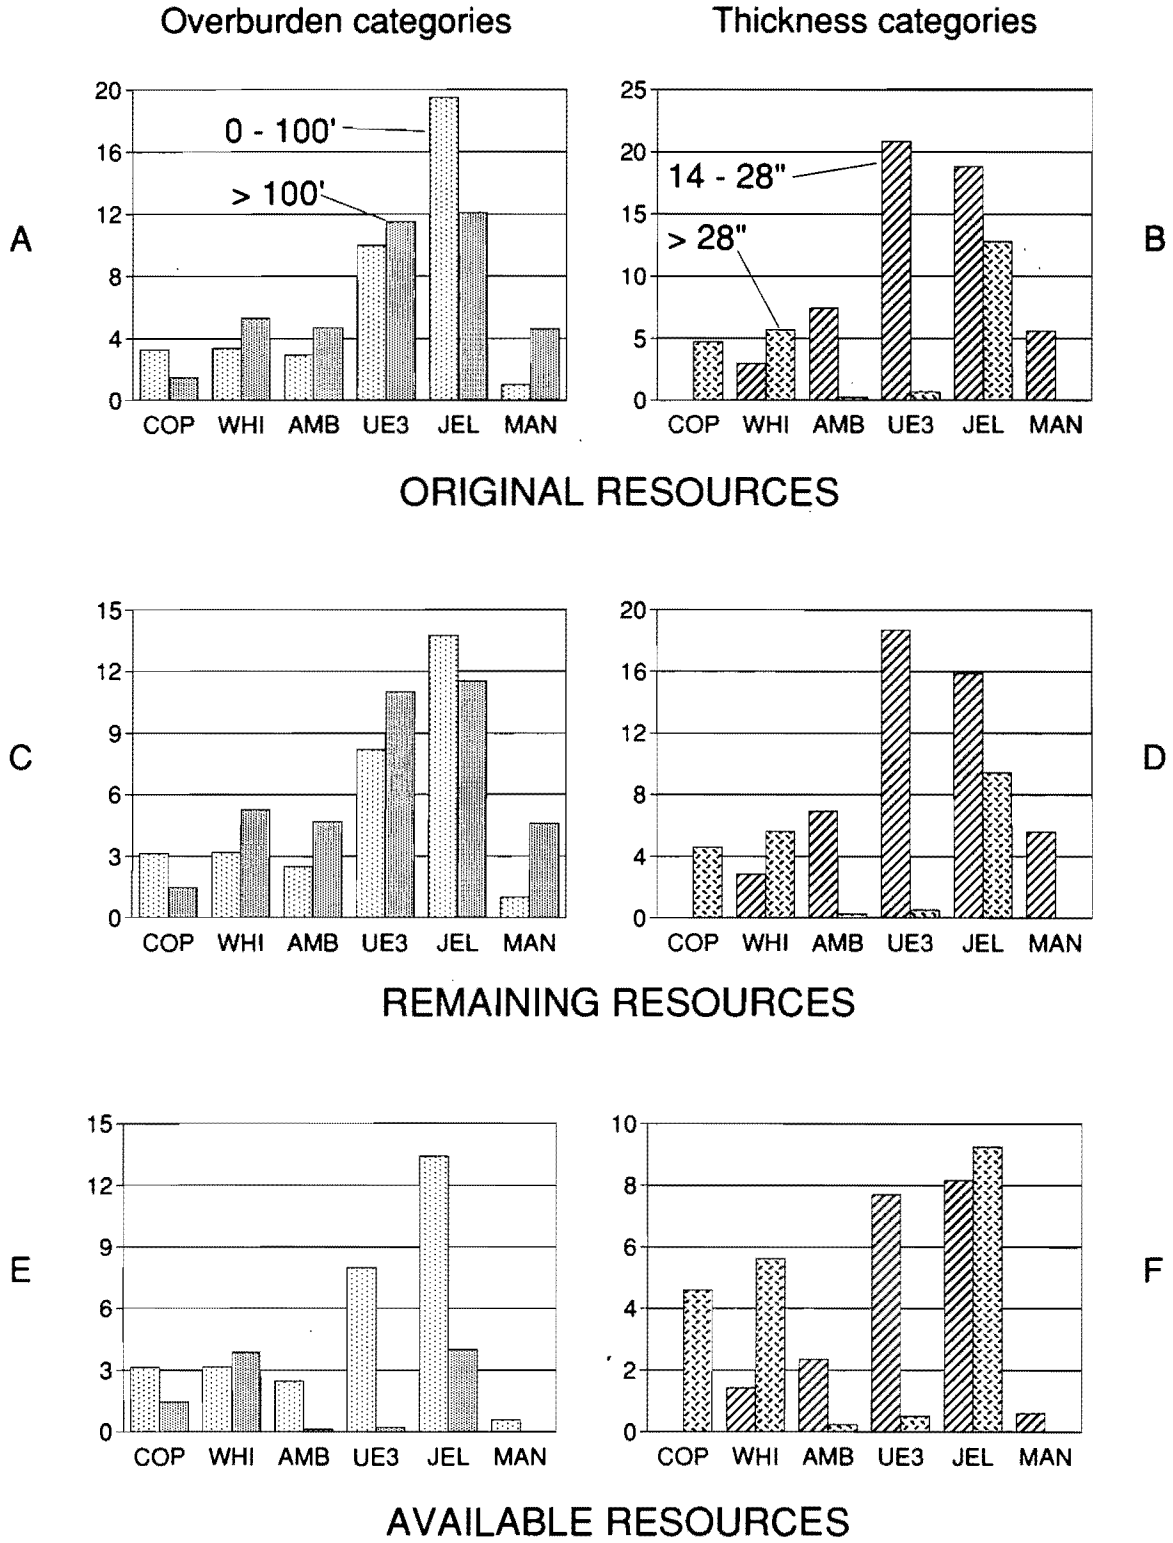 Overburden categories
Thickness categories
A
20
16
12
8
4
0
0 - 100'
> 100'
COP WHI AMB UE3 JEL MAN
25
20
15
10
5
0
14 - 28"
> 28"
COP WHI AMB UE3 JEL MAN
B
ORIGINAL RESOURCES
C
15
12
9
6
3
0
COP WHI AMB UE3 JEL MAN
20
16
12
8
4
0
COP WHI AMB UE3 JEL MAN
D
REMAINING RESOURCES
E
15
12
9
6
3
0
COP WHI AMB UE3 JEL MAN
10
8
6
4
2
0
COP WHI AMB UE3 JEL MAN
F
AVAILABLE RESOURCES